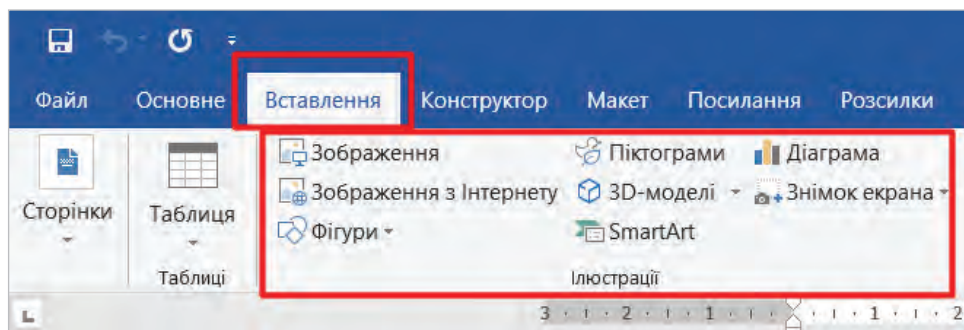 Файл Основне Вставлення Конструктор Макет Посилання Розсилки
Сторінки
Таблиця
Таблиці
Зображення
Зображення з Інтернету
Фігури
Піктограми
3D-моделі
SmartArt
Діаграма
Знімок екрана
Ілюстрації
L
3 2 1 1 2